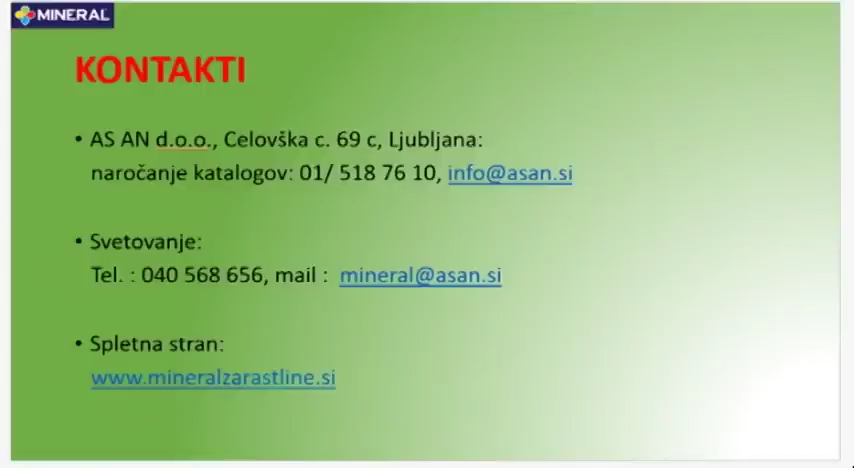 MINERAL
KONTAKTI
• AS AN d.o.o., Celovška c. 69 c, Ljubljana:
naročanje katalogov: 01/ 518 76 10, info@asan.si
• Svetovanje:
Tel. : 040 568 656, mail : mineral@asan.si
• Spletna stran:
www.mineralzarastline.si